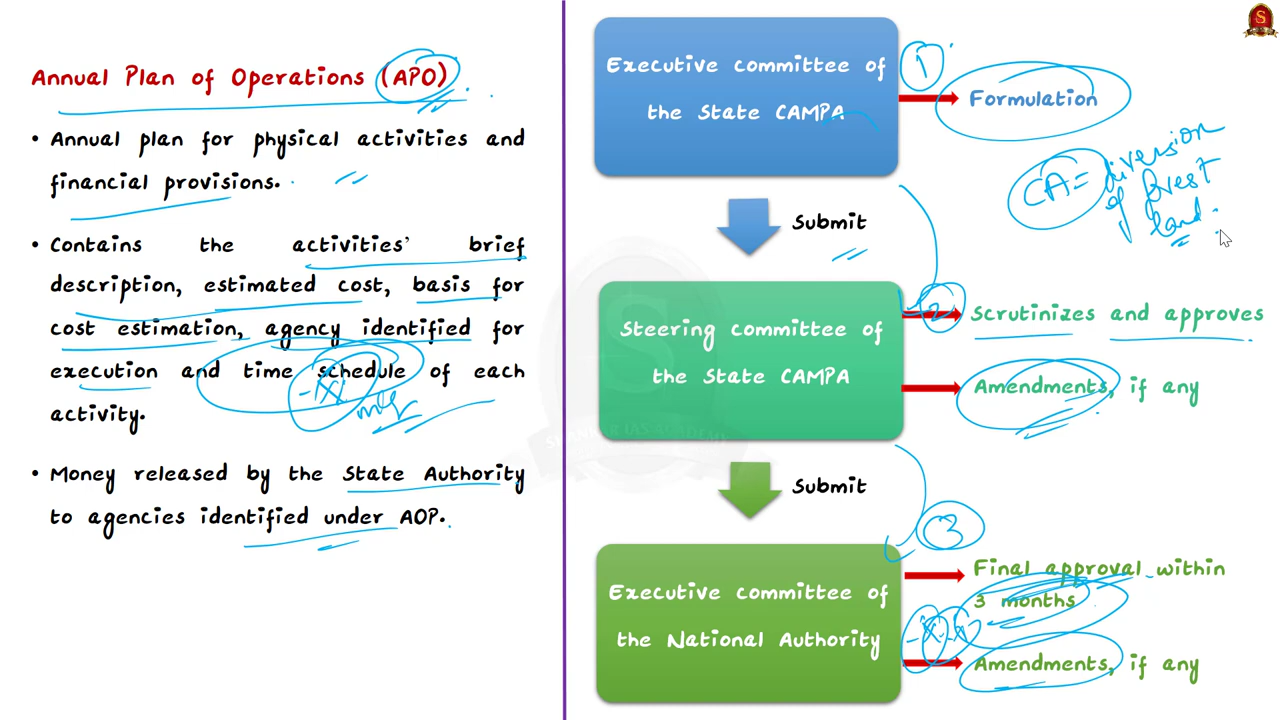 Annual Plan of Operations (APO)
• Annual plan for physical activities and
financial provisions.
• Contains the activities' brief
description, estimated cost, basis for
cost estimation, agency identified for
execution and time schedule of each
activity.
• Money released by the State Authority
to agencies identified under AOP.
Executive committee of
the State CAMPA
1
Formulation
CA = diversion
of forest
land.
Submit
Steering committee of
the State CAMPA
2
Scrutinizes and approves
Amendments, if any
Submit
3
Executive committee of
the National Authority
Final approval within
3 months
Amendments, if any
S
SHANKAR IAS ACADEMY